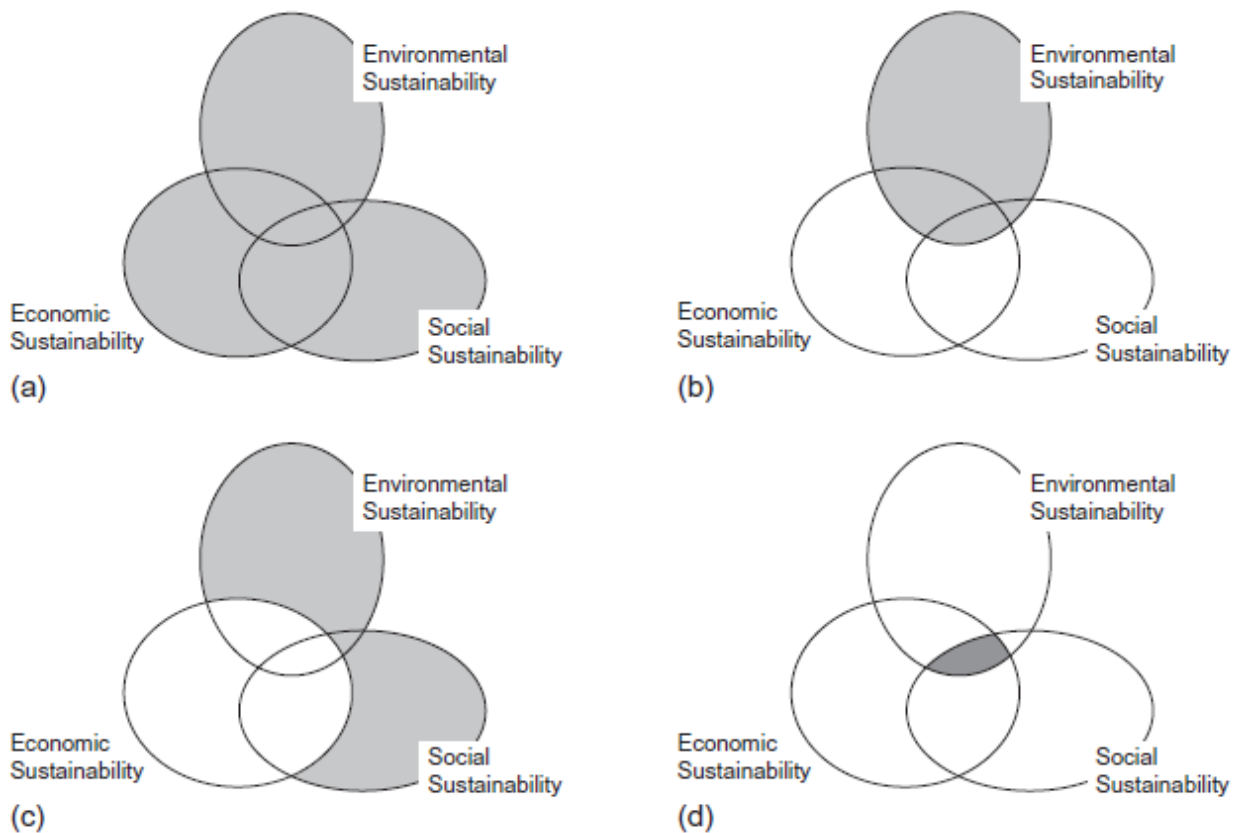 Environmental
Sustainability
Economic
Sustainability
Social
Sustainability
(a)
Environmental
Sustainability
Economic
Sustainability
Social
Sustainability
(b)
Environmental
Sustainability
Economic
Sustainability
Social
Sustainability
(c)
Environmental
Sustainability
Economic
Sustainability
Social
Sustainability
(d)